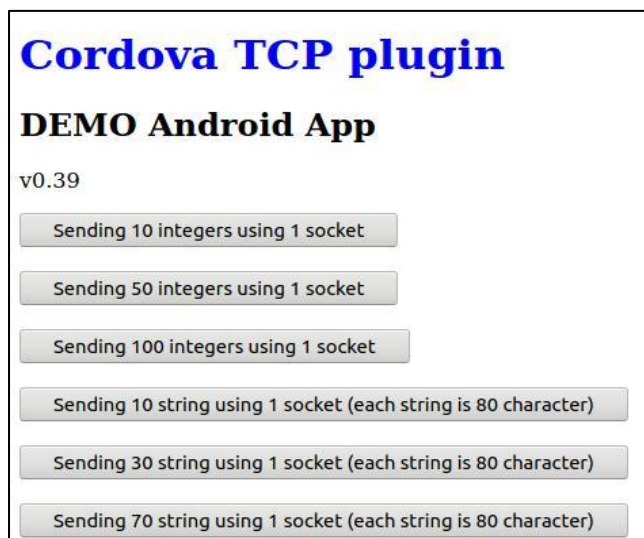 Cordova TCP plugin
DEMO Android App
v0.39
Sending 10 integers using 1 socket
Sending 50 integers using 1 socket
Sending 100 integers using 1 socket
Sending 10 string using 1 socket (each string is 80 character)
Sending 30 string using 1 socket (each string is 80 character)
Sending 70 string using 1 socket (each string is 80 character)